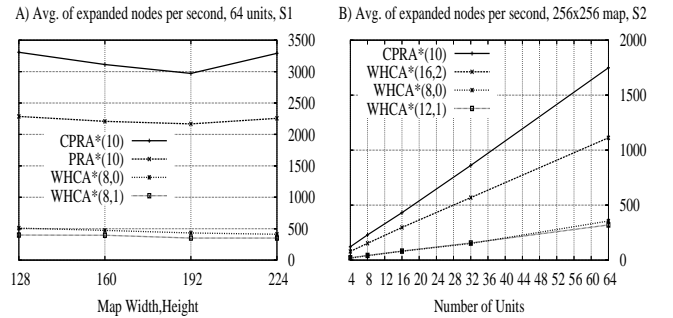 A) Avg. of expanded nodes per second, 64 units, S1
3500
3000
2500
2000
1500
1000
500
0
CPRA*(10)
PRA*(10)
WHCA*(8,0)
WHCA*(8,1)
128 160 192 224
Map Width,Height
B) Avg. of expanded nodes per second, 256x256 map, S2
2000
1500
1000
500
0
CPRA*(10)
WHCA*(16,2)
WHCA*(8,0)
WHCA*(12,1)
4 8 12 16 20 24 28 32 36 40 44 48 52 56 60 64
Number of Units